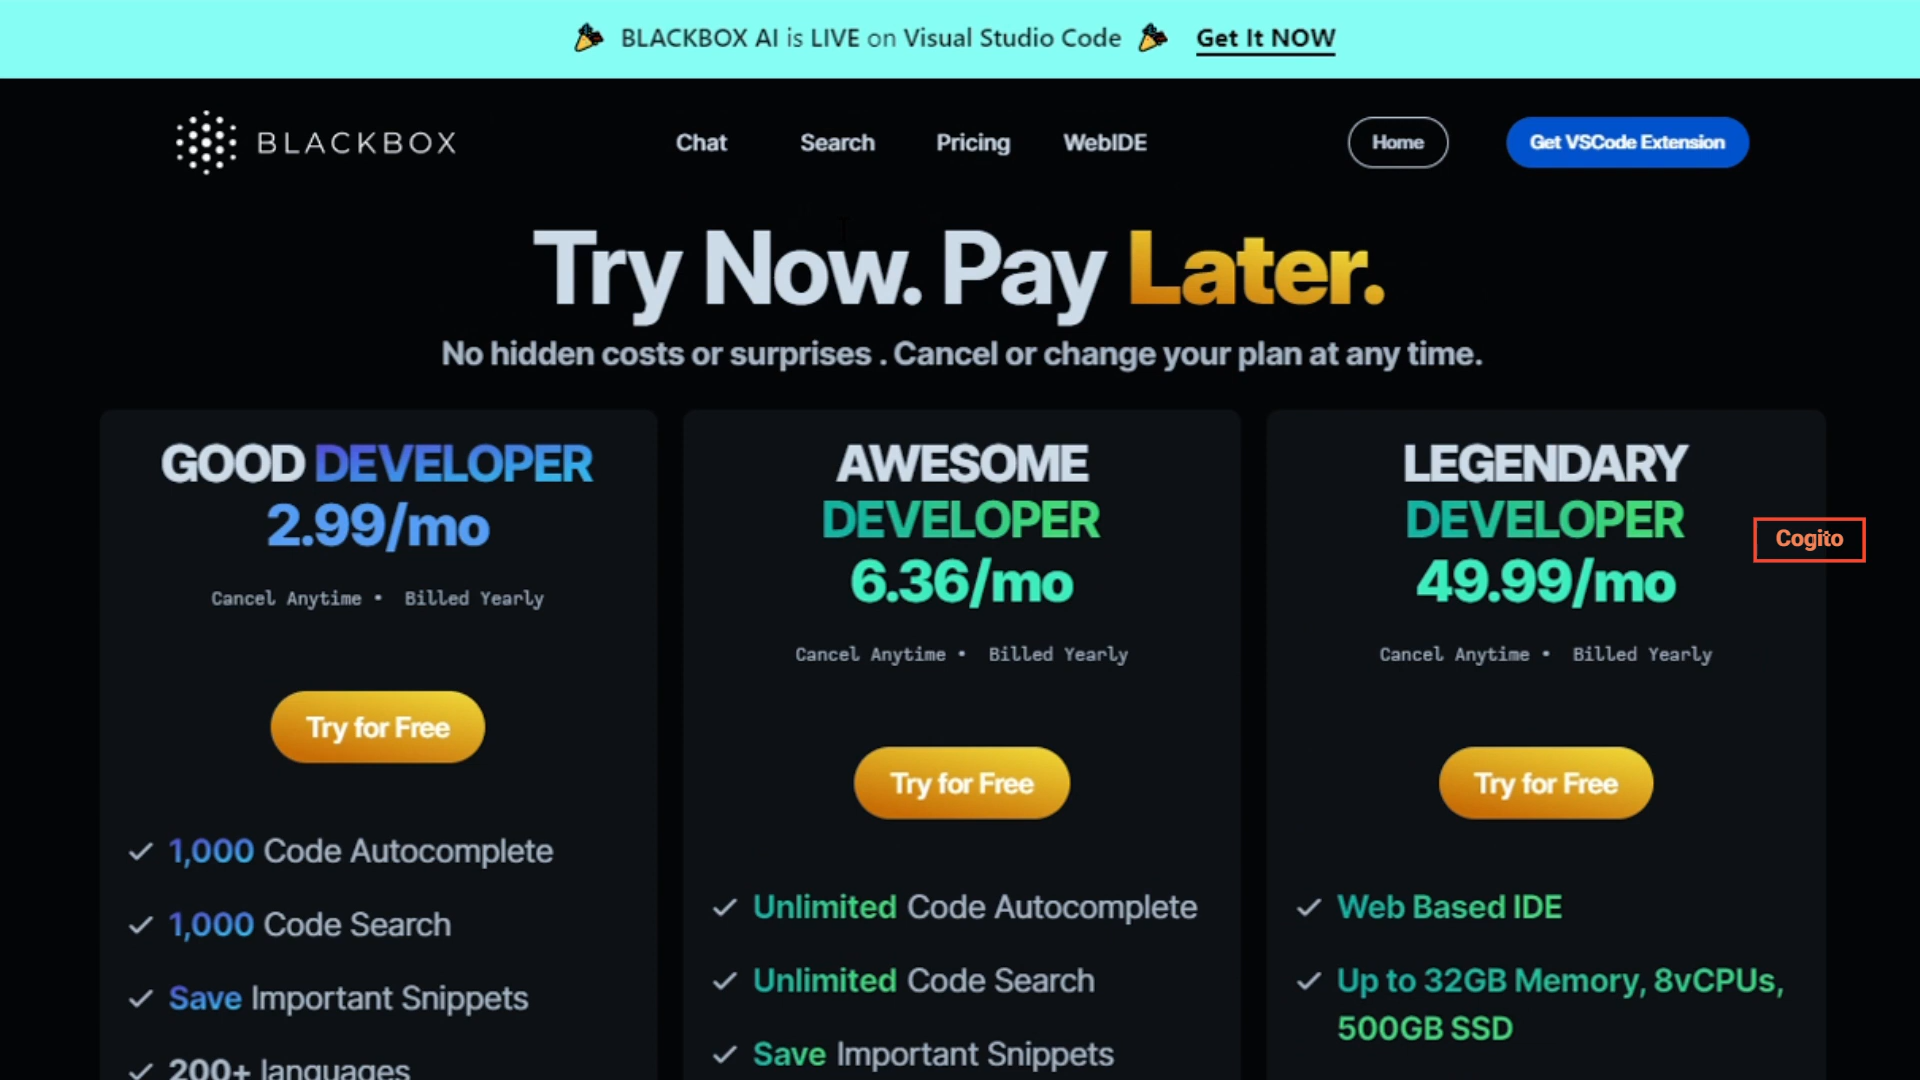 BLACKBOX AI is LIVE on Visual Studio Code Get It NOW
BLACKBOX Chat Search Pricing WebIDE Home Get VSCode Extension
Try Now. Pay Later.
No hidden costs or surprises . Cancel or change your plan at any time.
GOOD DEVELOPER
2.99/mo
Cancel Anytime • Billed Yearly
Try for Free
1,000 Code Autocomplete
1,000 Code Search
Save Important Snippets
200+ languages
AWESOME
DEVELOPER
6.36/mo
Cancel Anytime • Billed Yearly
Try for Free
Unlimited Code Autocomplete
Unlimited Code Search
Save Important Snippets
LEGENDARY
DEVELOPER
49.99/mo
Cancel Anytime • Billed Yearly
Try for Free
Web Based IDE
Up to 32GB Memory, 8vCPUs,
500GB SSD
Cogito